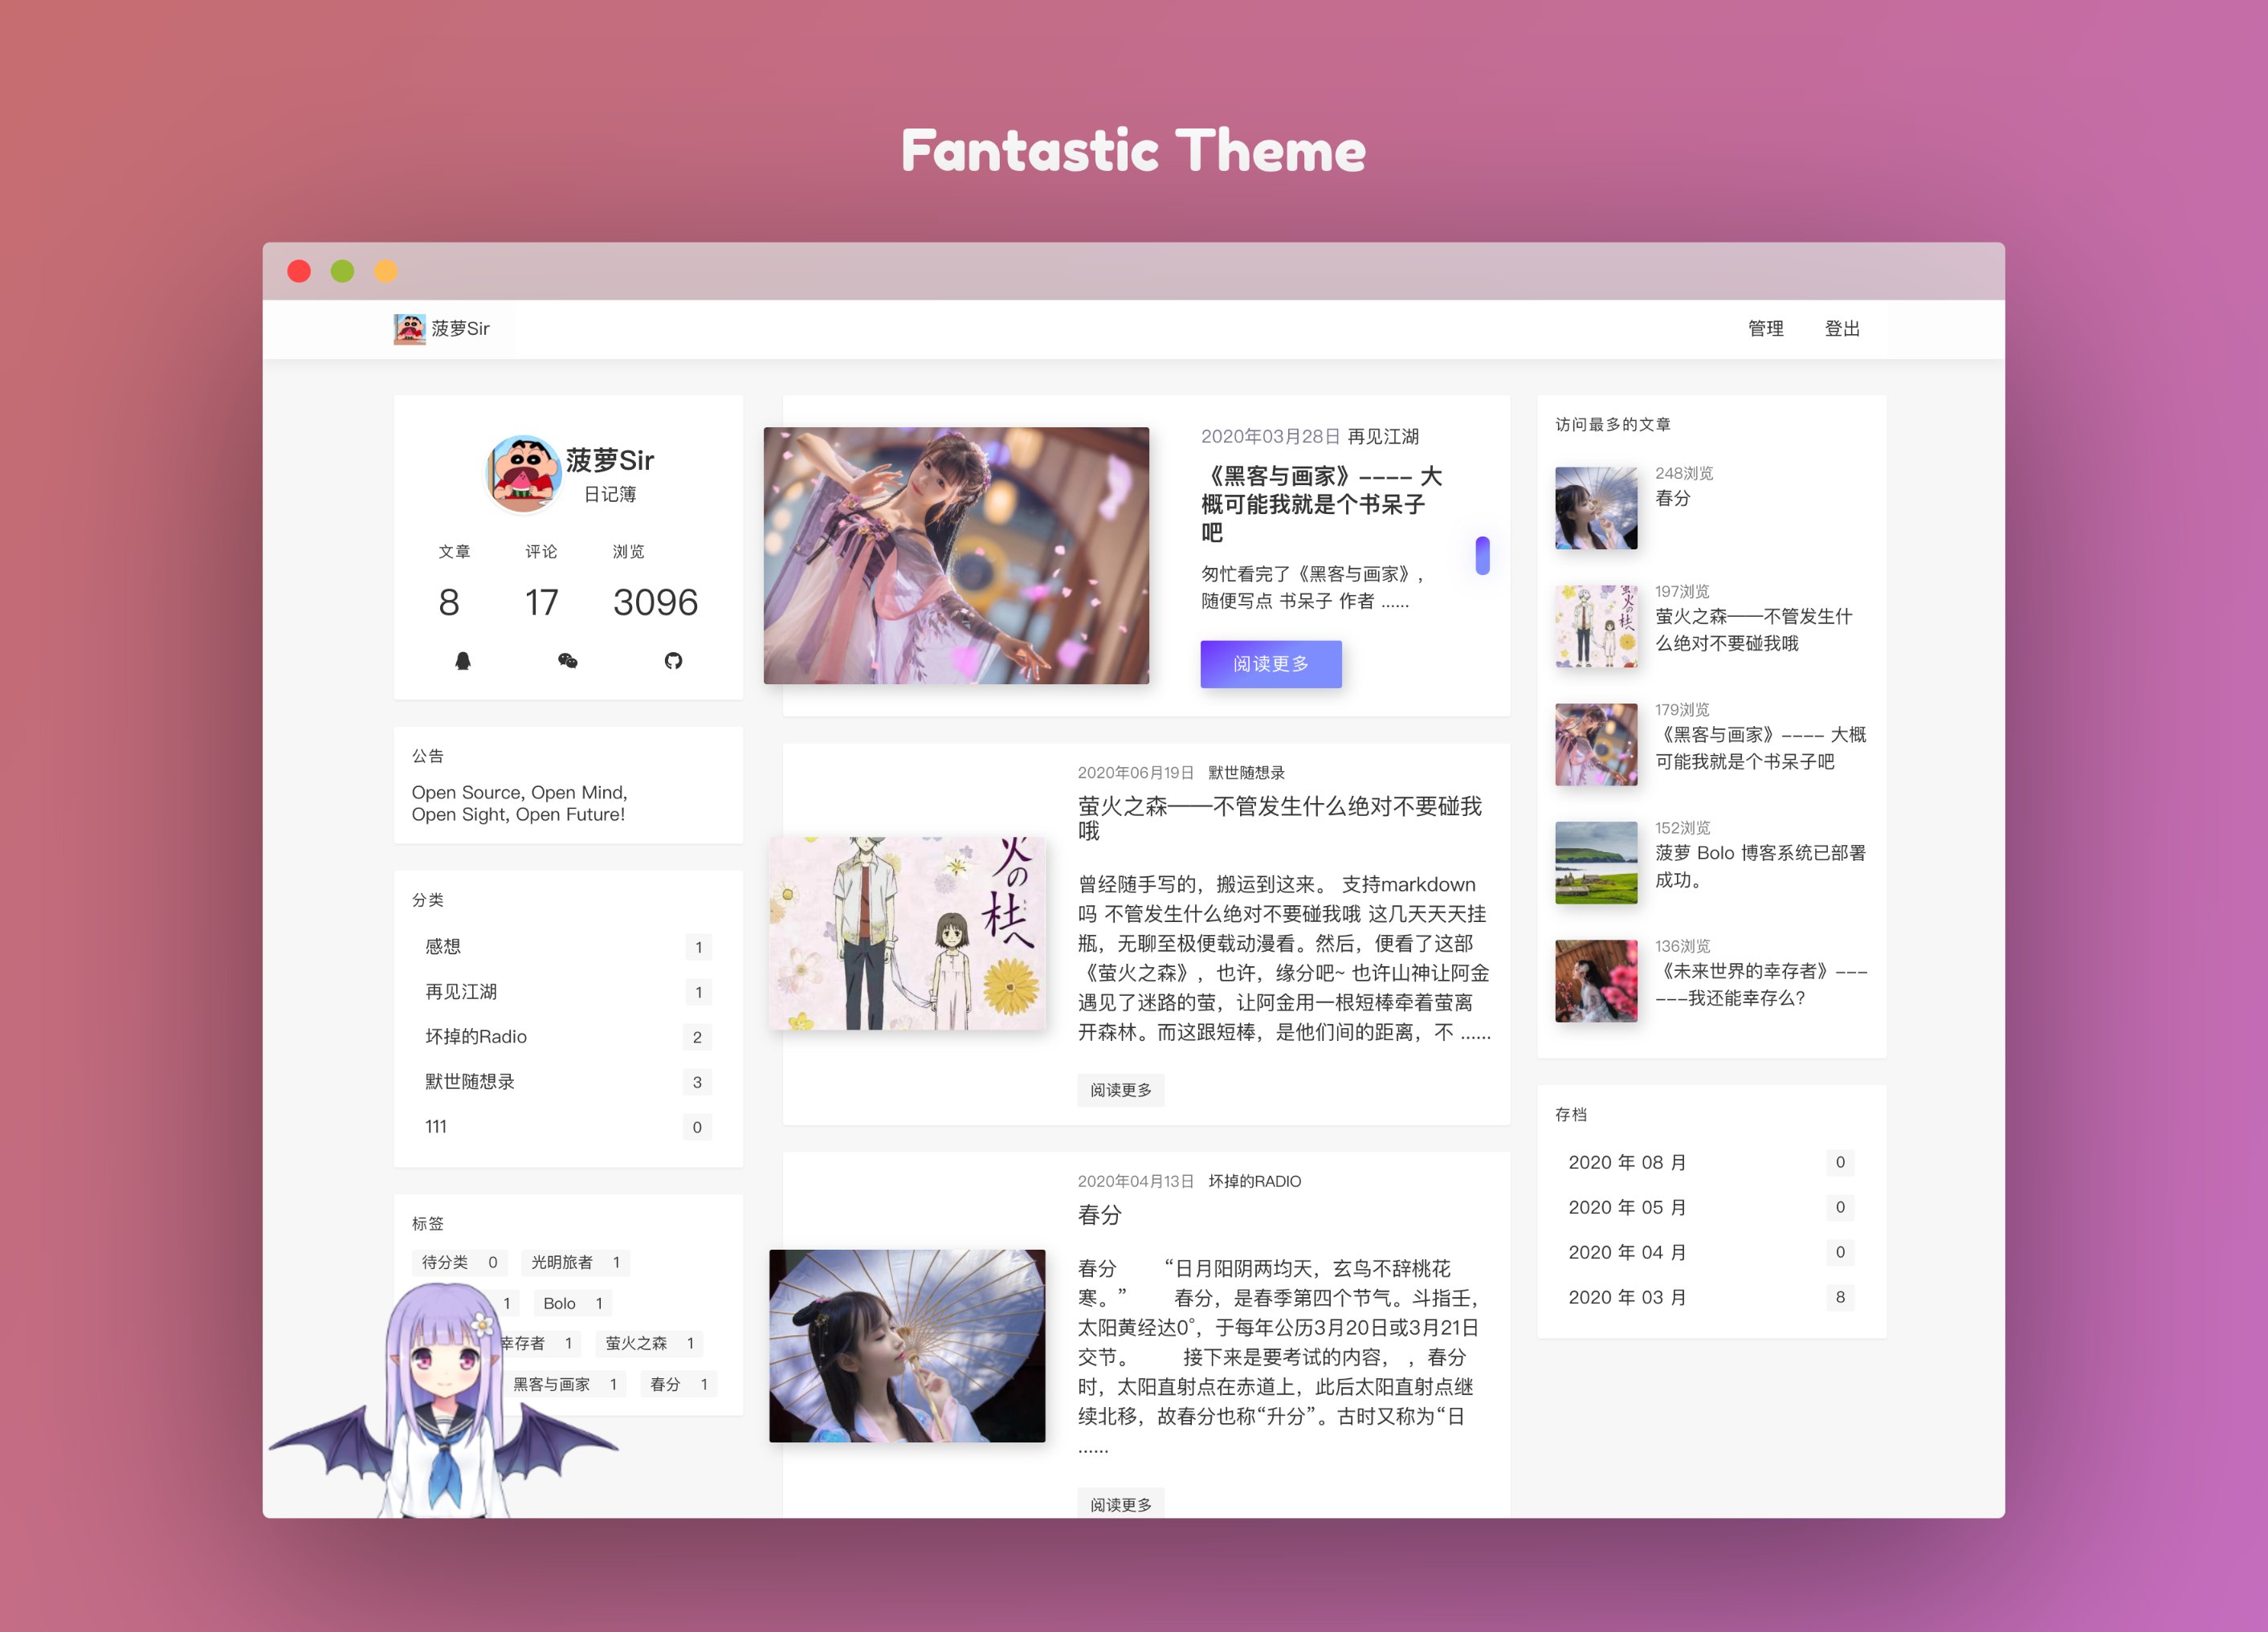 Fantastic Theme
菠萝Sir
管理
登出
菠萝Sir
日记簿
文章
评论
浏览
8
17
3096
公告
Open Source, Open Mind,
Open Sight, Open Future!
分类
感想 1
再见江湖 1
坏掉的Radio 2
默世随想录 3
111 0
标签
待分类 0
光明旅者 1
1
Bolo 1
幸存者 1
萤火之森 1
黑客与画家 1
春分 1
2020年03月28日 再见江湖
《黑客与画家》---- 大
概可能我就是个书呆子
吧
匆忙看完了《黑客与画家》,
随便写点 书呆子 作者 ......
阅读更多
2020年06月19日 默世随想录
萤火之森——不管发生什么绝对不要碰我
哦
火の杜へ
曾经随手写的，搬运到这来。 支持markdown
吗 不管发生什么绝对不要碰我哦 这几天天天挂
瓶，无聊至极便载动漫看。然后，便看了这部
《萤火之森》，也许，缘分吧~ 也许山神让阿金
遇见了迷路的萤，让阿金用一根短棒牵着萤离
开森林。而这跟短棒，是他们间的距离，不 ......
阅读更多
2020年04月13日 坏掉的RADIO
春分
春分 “日月阳阴两均天，玄鸟不辞桃花
寒。” 春分，是春季第四个节气。斗指壬，
太阳黄经达0°，于每年公历3月20日或3月21日
交节。 接下来是要考试的内容， ，春分
时，太阳直射点在赤道上，此后太阳直射点继
续北移，故春分也称“升分”。古时又称为“日
......
阅读更多
访问最多的文章
248浏览
春分
197浏览
萤火之森——不管发生什
么绝对不要碰我哦
萤火の杜へ
179浏览
《黑客与画家》---- 大概
可能我就是个书呆子吧
152浏览
菠萝 Bolo 博客系统已部署
成功。
136浏览
《未来世界的幸存者》---
---我还能幸存么?
存档
2020 年 08 月 0
2020 年 05 月 0
2020 年 04 月 0
2020 年 03 月 8